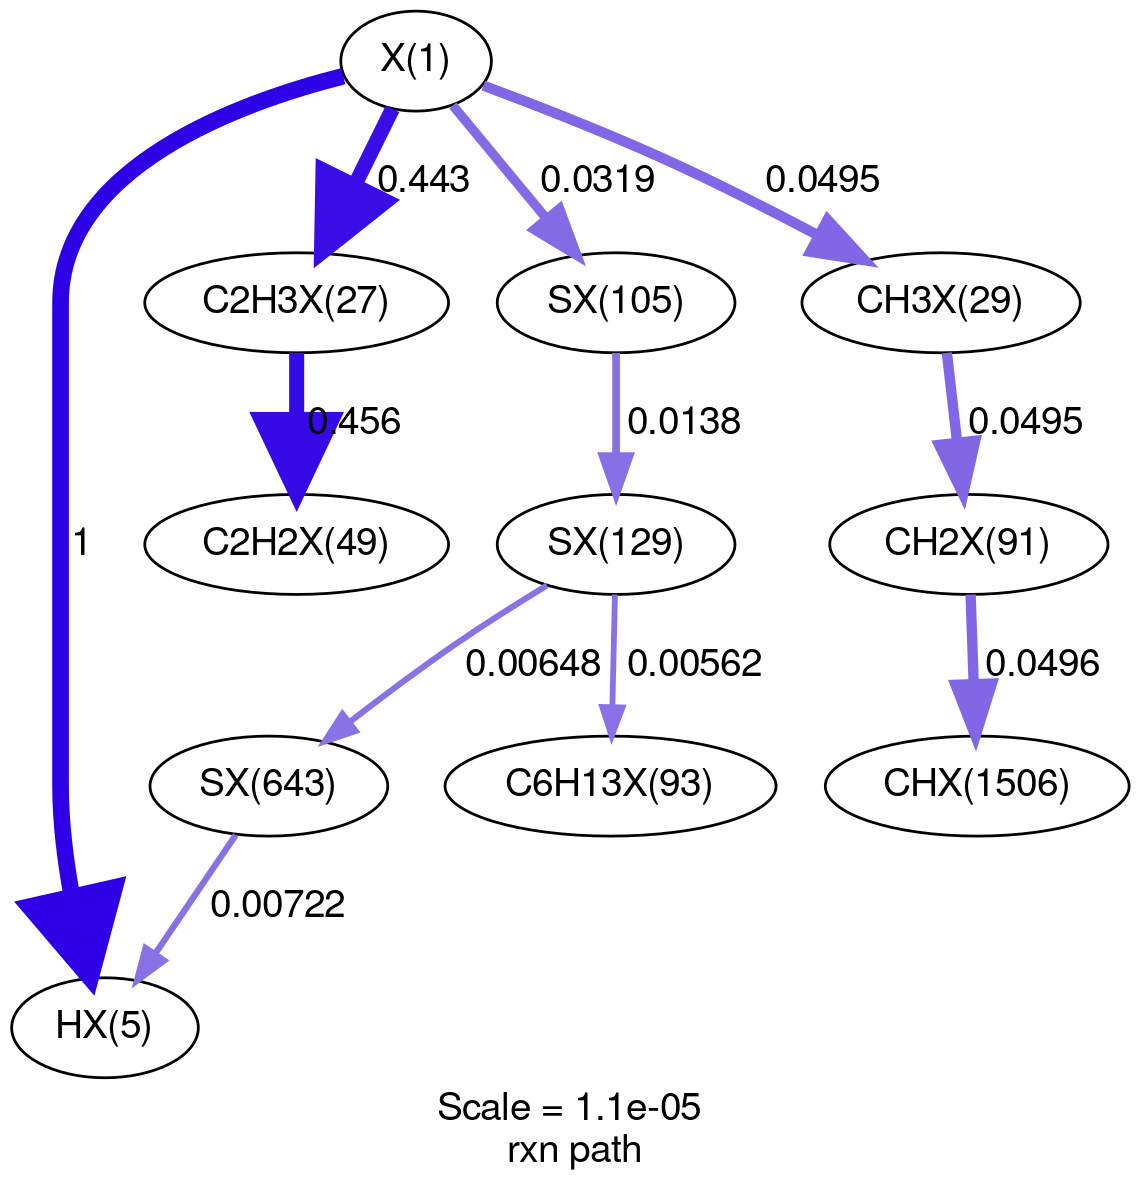 X(1)
0.443
0.0319
0.0495
C2H3X(27)
SX(105)
CH3X(29)
0.456
0.0138
0.0495
1
C2H2X(49)
SX(129)
CH2X(91)
0.00648
0.00562
0.0496
SX(643)
C6H13X(93)
CHX(1506)
0.00722
HX(5)
Scale = 1.1e-05
rxn path